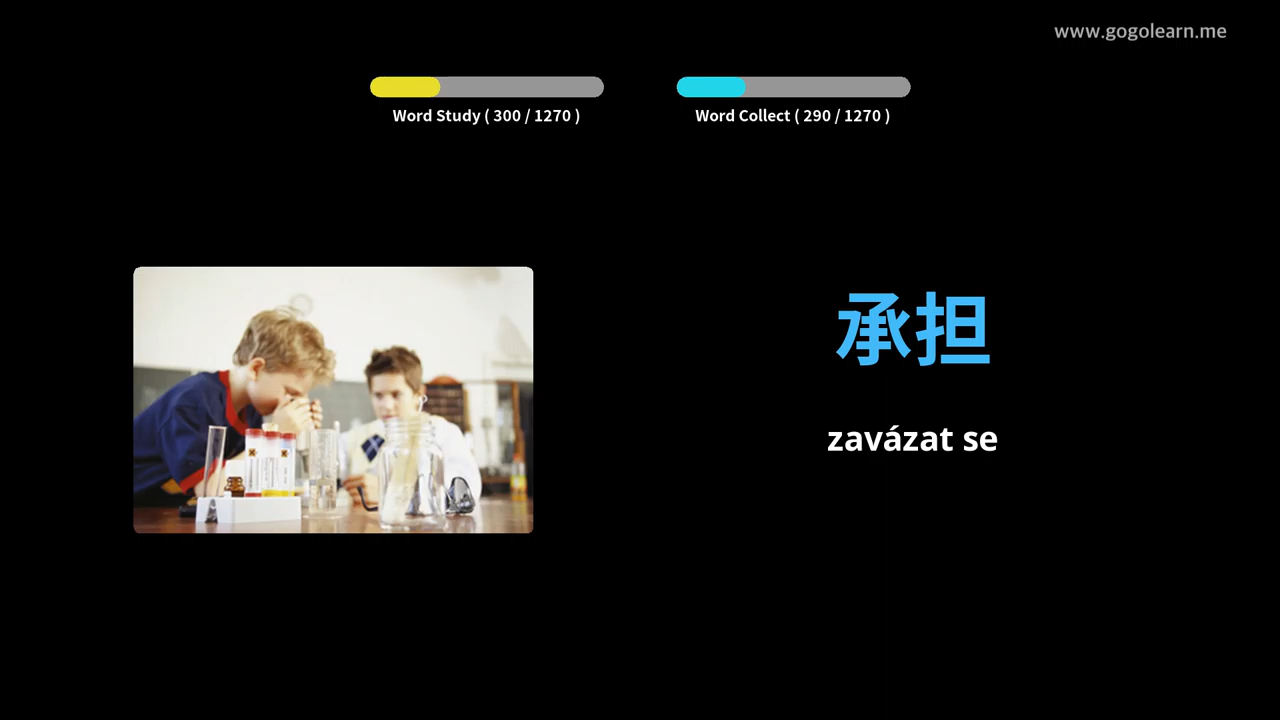 www.gogolearn.me
Word Study ( 300 / 1270 )
Word Collect ( 290 / 1270 )
承担
zavázat se